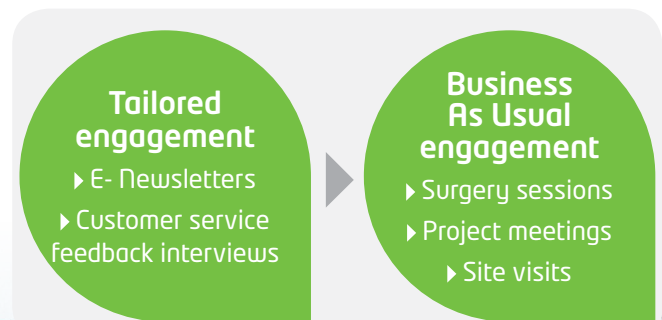 Tailored
engagement
E- Newsletters
Customer service
feedback interviews
Business
As Usual
engagement
Surgery sessions
Project meetings
Site visits